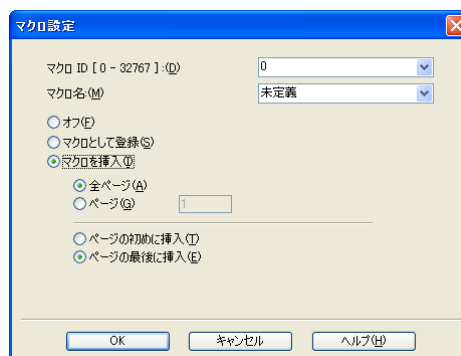 マクロ設定
マクロ ID [ 0 - 32767 ] :(D) 0
マクロ名:(M) 未定義
オフ(F)
マクロとして登録(S)
マクロを挿入(I)
全ページ(A)
ページ(G) 1
ページの初めに挿入(T)
ページの最後に挿入(E)
OK キャンセル ヘルプ(H)